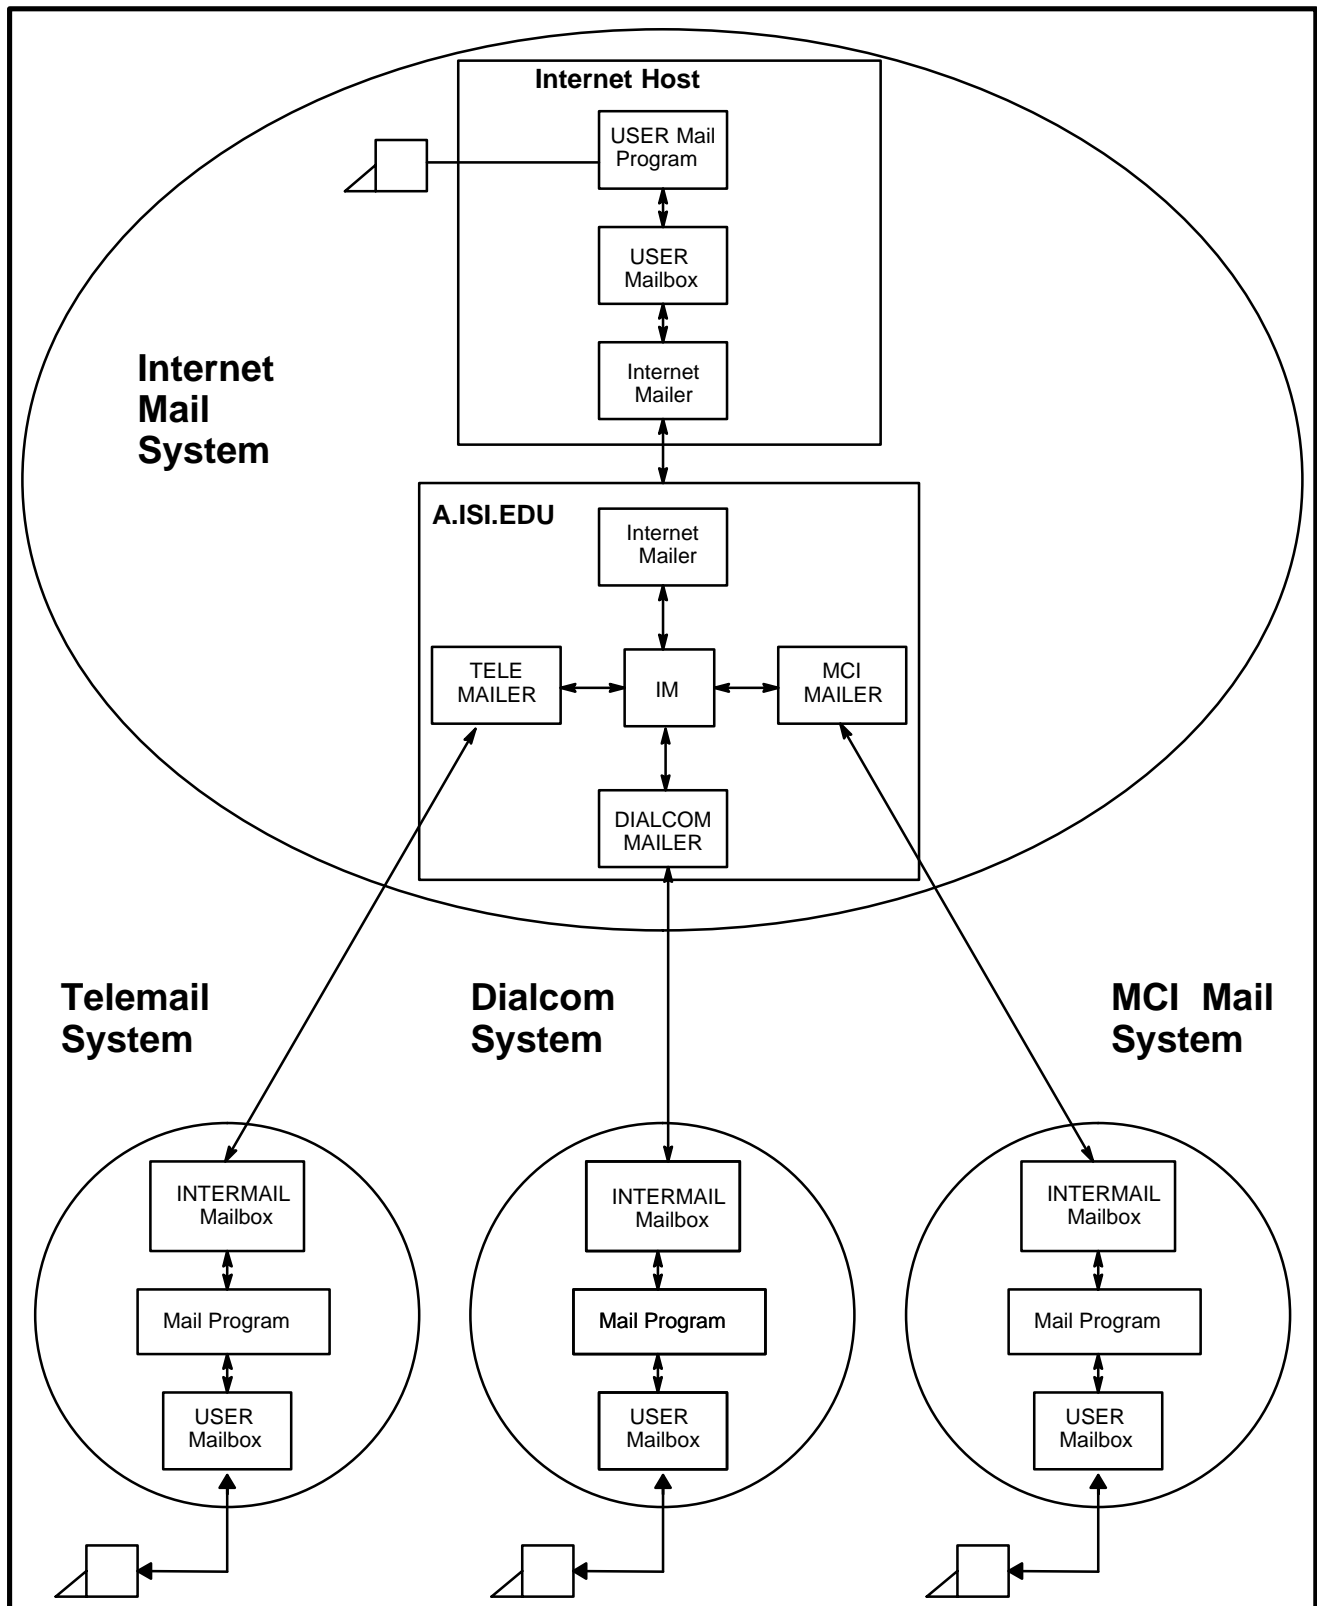 Internet Host
USER Mail
Program
USER
Mailbox
Internet
Mailer
Internet
Mail
System
A.ISI.EDU
Internet
Mailer
TELE
MAILER
IM
MCI
MAILER
DIALCOM
MAILER
Telemail
System
Dialcom
System
MCI Mail
System
INTERMAIL
Mailbox
Mail Program
USER
Mailbox
INTERMAIL
Mailbox
Mail Program
USER
Mailbox
INTERMAIL
Mailbox
Mail Program
USER
Mailbox